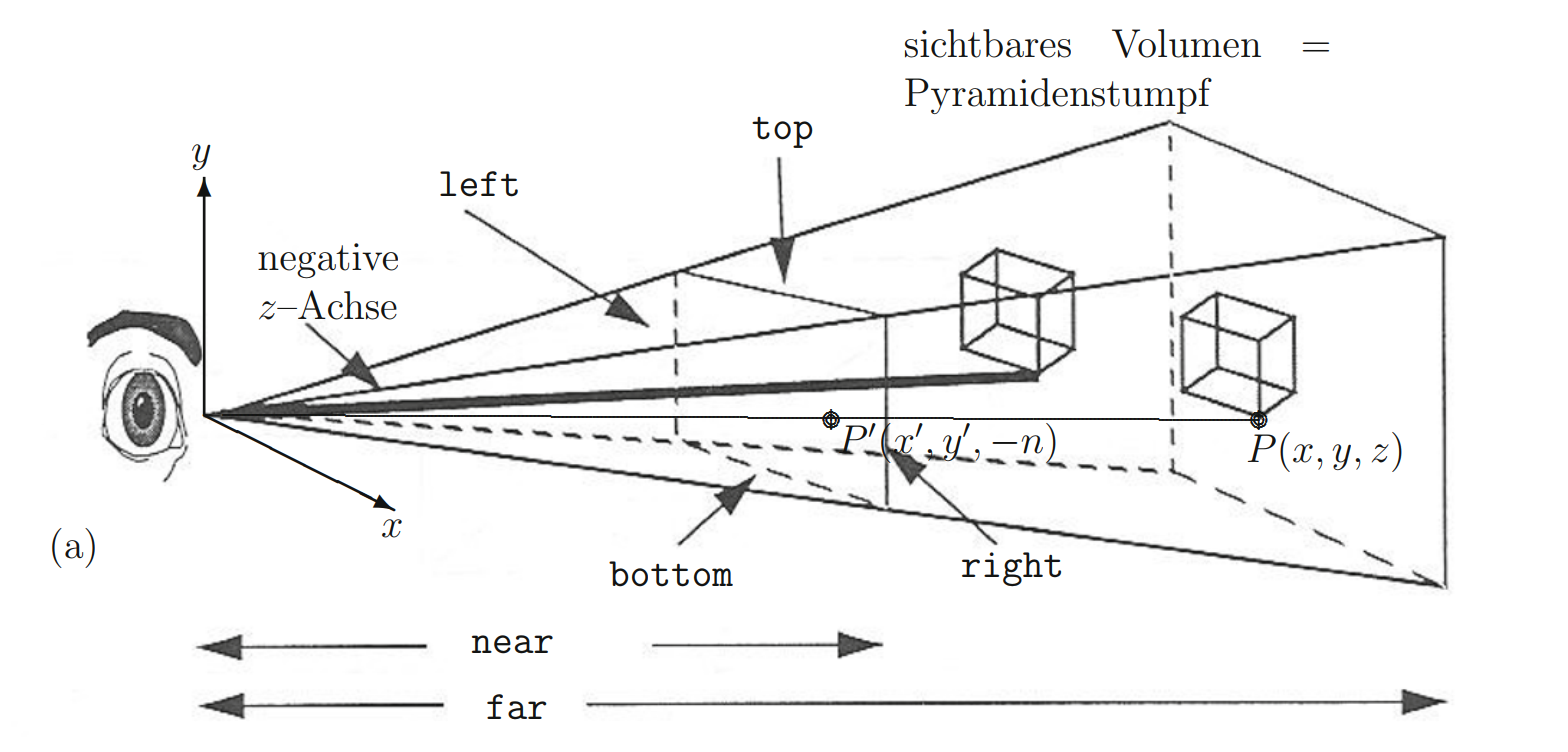 sichtbares Volumen =
Pyramidenstumpf
top
y
left
negative
z–Achse
P′(x′, y′, −n)
P(x, y, z)
x
(a)
bottom
right
near
far